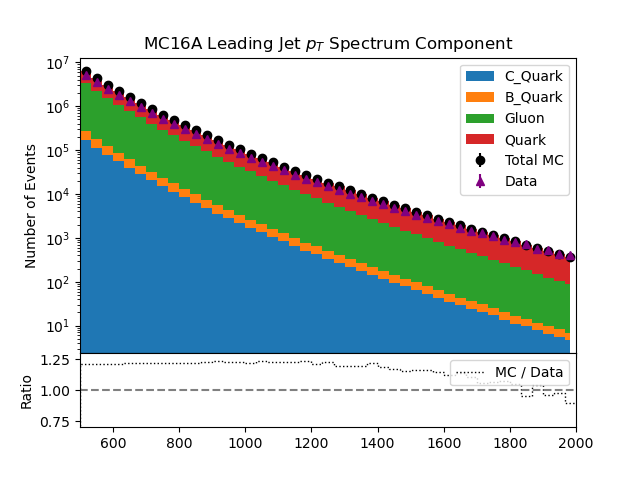 MC16A Leading Jet $p_T$ Spectrum Component
Number of Events
10^7
10^6
10^5
10^4
10^3
10^2
10^1
C_Quark
B_Quark
Gluon
Quark
Total MC
Data
Ratio
1.25
1.00
0.75
MC / Data
600
800
1000
1200
1400
1600
1800
2000